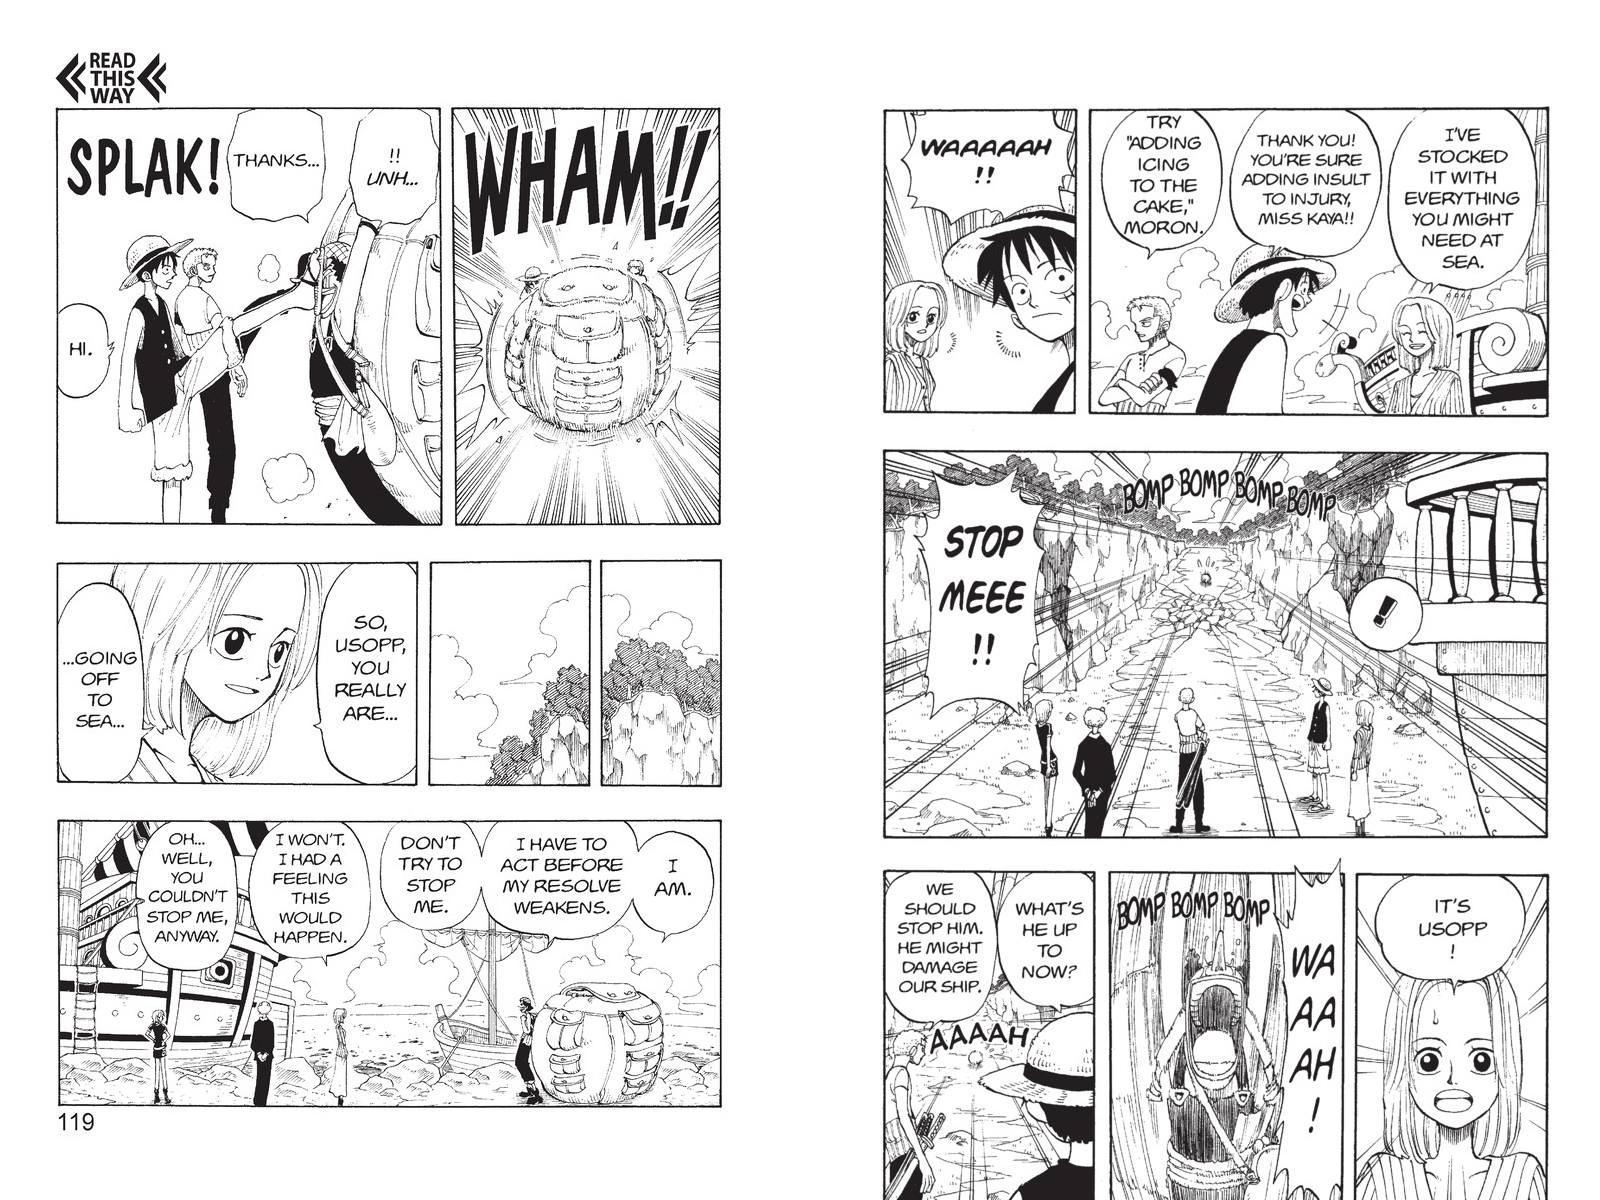 I'VE
STOCKED
IT WITH
EVERYTHING
YOU MIGHT
NEED AT
SEA.
THANK YOU!
YOU'RE SURE
ADDING INSULT
TO INJURY,
MISS KAYA!!
TRY
"ADDING
ICING
TO THE
CAKE,"
MORON.
WAAAAAH
!!
BOMP BOMP BOMP BOMP
!
STOP
MEEE
!!
IT'S
USOPP
!
BOMP BOMP BOMP
WA
AA
AH
!
WHAT'S
HE UP
TO
NOW?
WE
SHOULD
STOP HIM.
HE MIGHT
DAMAGE
OUR SHIP.
AAAAH
READ
THIS
WAY
WHAM!!
!!
UNH...
THANKS...
SPLAK!
HI.
SO,
USOPP,
YOU
REALLY
ARE...
...GOING
OFF
TO
SEA...
I
AM.
I HAVE TO
ACT BEFORE
MY RESOLVE
WEAKENS.
DON'T
TRY TO
STOP
ME.
I WON'T.
I HAD A
FEELING
THIS
WOULD
HAPPEN.
OH...
WELL,
YOU
COULDN'T
STOP ME,
ANYWAY.
119